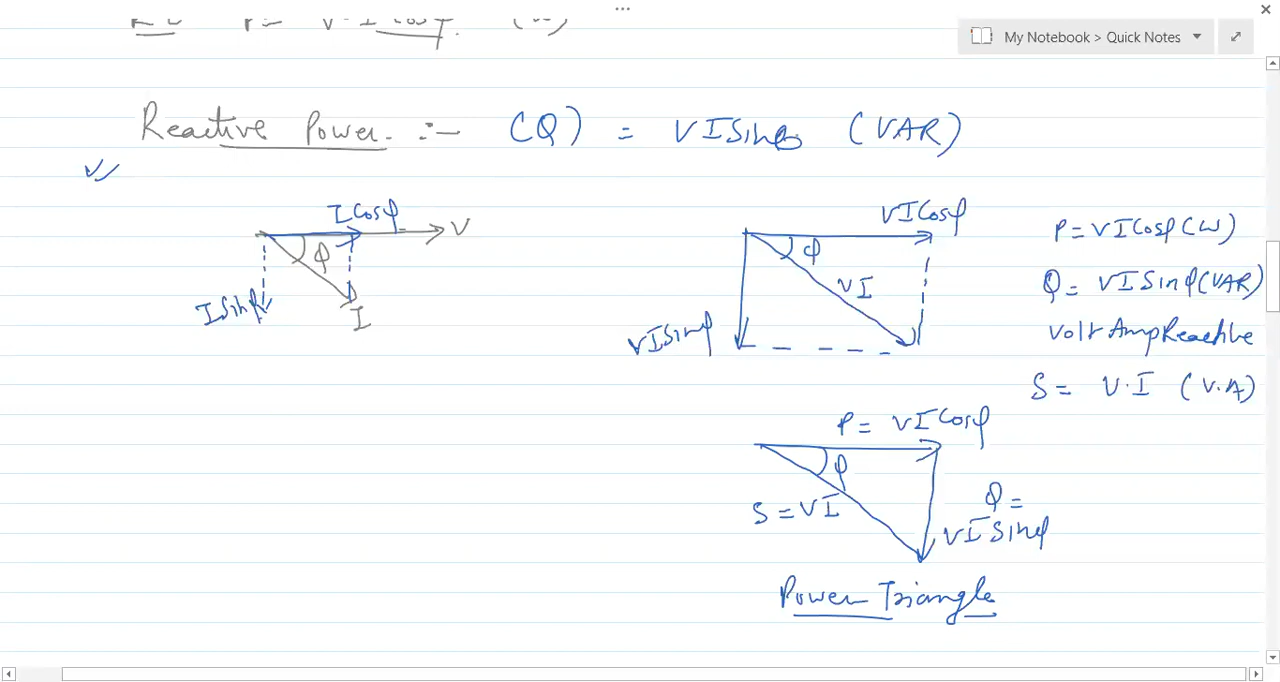 My Notebook > Quick Notes
P = V·I Cosφ. (W)
Reactive Power :- (Q) = VISinφ (VAR)
ICosφ
V
φ
ISinφ
I
VICosφ
φ
VI
VISinφ
P = VICosφ (W)
Q = VISinφ (VAR)
Volt Amp Reactive
S = V·I (V.A)
P = VICosφ
φ
S = VI
Q =
VISinφ
Power Triangle